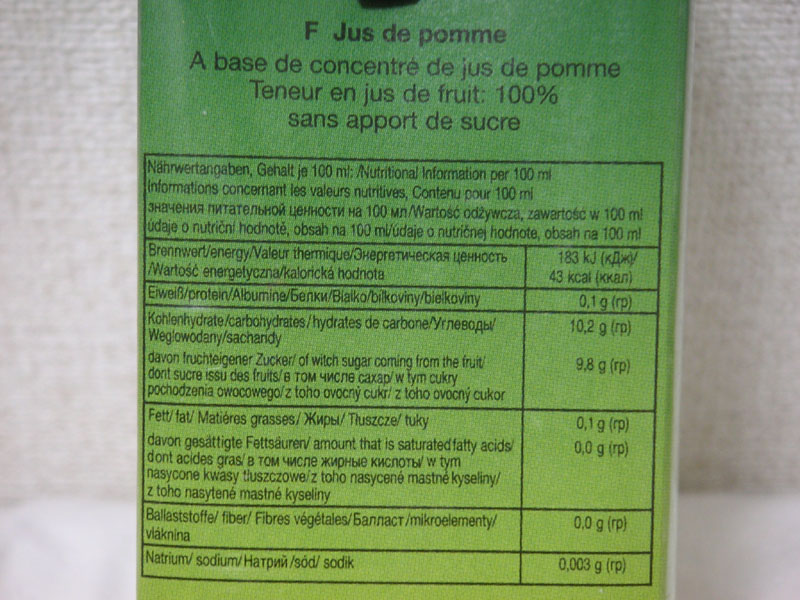 F Jus de pomme
A base de concentré de jus de pomme
Teneur en jus de fruit: 100%
sans apport de sucre
Nährwertangaben, Gehalt je 100 ml: /Nutritional Information per 100 ml
Informations concernant les valeurs nutritives, Contenu pour 100 ml
значения питательной ценности на 100 мл/Wartość odżywcza, zawartość w 100 ml
údaje o nutriční hodnotě, obsah na 100 ml/údaje o nutričnej hodnote, obsah na 100 ml
Brennwert/energy/Valeur thermique/Энергетическая ценность
/Wartość energetyczna/kalorická hodnota
183 kJ (кДж)/
43 kcal (ккал)
Eiweiß/protein/Albumine/Белки/Białko/bílkoviny/bielkoviny
0,1 g (гр)
Kohlenhydrate/carbohydrates/hydrates de carbone/Углеводы/
Węglowodany/sacharidy
10,2 g (гр)
davon fruchteigener Zucker/ of witch sugar coming from the fruit/
dont sucre issu des fruits/ в том числе сахар/ w tym cukry
pochodzenia owocowego/ z toho ovocný cukr/ z toho ovocný cukor
9,8 g (гр)
Fett/ fat/ Matières grasses/ Жиры/ Tłuszcze/ tuky
0,1 g (гр)
davon gesättigte Fettsäuren/ amount that is saturated fatty acids/
dont acides gras/ в том числе жирные кислоты/ w tym
nasycone kwasy tłuszczowe/ z toho nasycené mastné kyseliny/
z toho nasytené mastné kyseliny
0,0 g (гр)
Ballaststoffe/ fiber/ Fibres végétales/ Балласт/mikroelementy/
vláknina
0,0 g (гр)
Natrium/ sodium/ Натрий /sód/ sodík
0,003 g (гр)